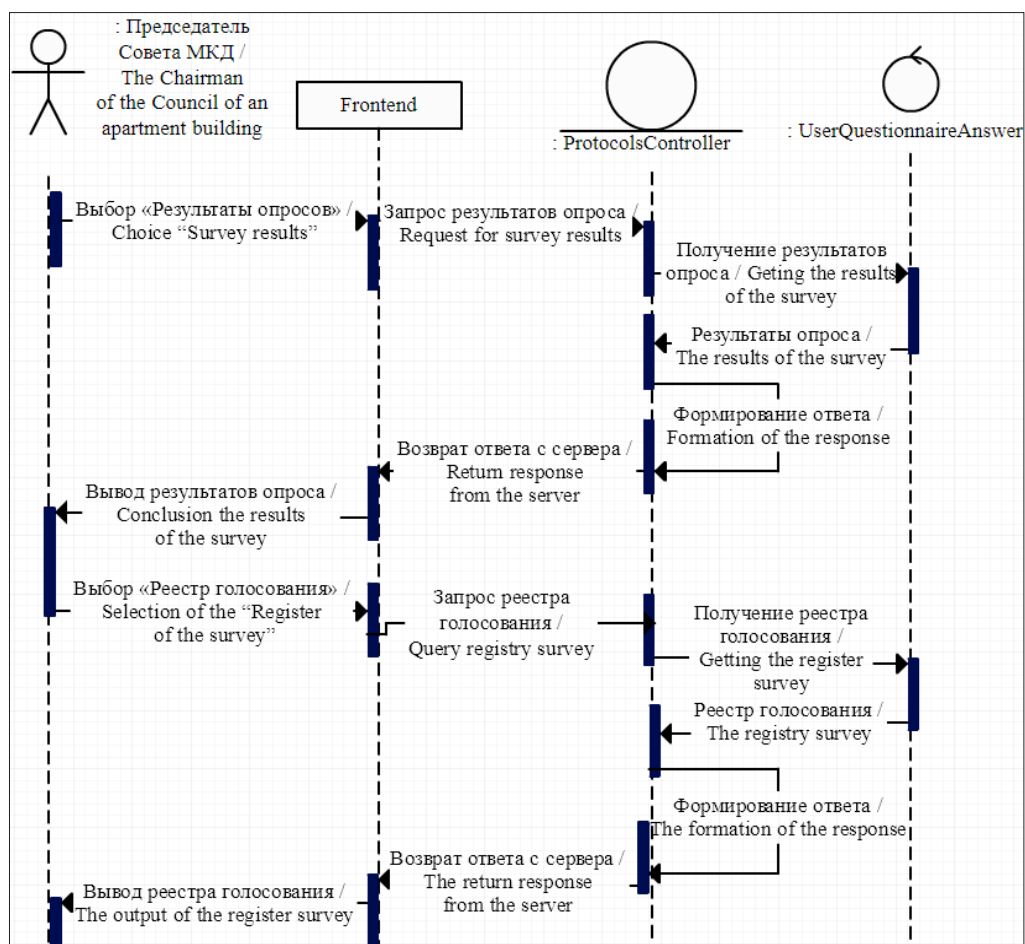 : Председатель
Совета МКД /
The Chairman
of the Council of an
apartment building
Frontend
: ProtocolsController
: UserQuestionnaireAnswer
Выбор «Результаты опросов» /
Choice “Survey results”
Запрос результатов опроса /
Request for survey results
Получение результатов
опроса / Geting the results
of the survey
Результаты опроса /
The results of the survey
Формирование ответа /
Formation of the response
Возврат ответа с сервера /
Return response
from the server
Вывод результатов опроса /
Conclusion the results
of the survey
Выбор «Реестр голосования» /
Selection of the “Register
of the survey”
Запрос реестра
голосования /
Query registry survey
Получение реестра
голосования /
Getting the register
survey
Реестр голосования /
The registry survey
Формирование ответа /
The formation of the response
Возврат ответа с сервера /
The return response
from the server
Вывод реестра голосования /
The output of the register survey